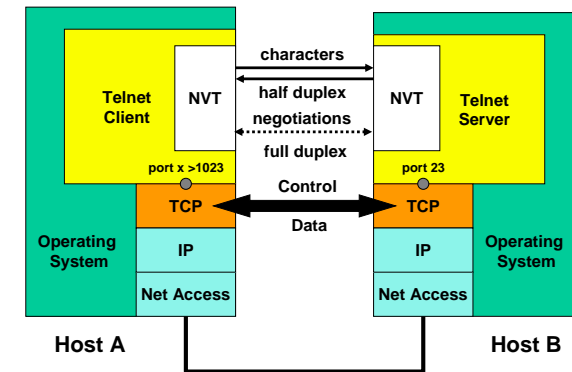 characters
Telnet
Client
NVT
half duplex
NVT
Telnet
Server
negotiations
full duplex
port x >1023
port 23
Control
TCP
TCP
Data
Operating
System
IP
IP
Operating
System
Net Access
Net Access
Host A
Host B